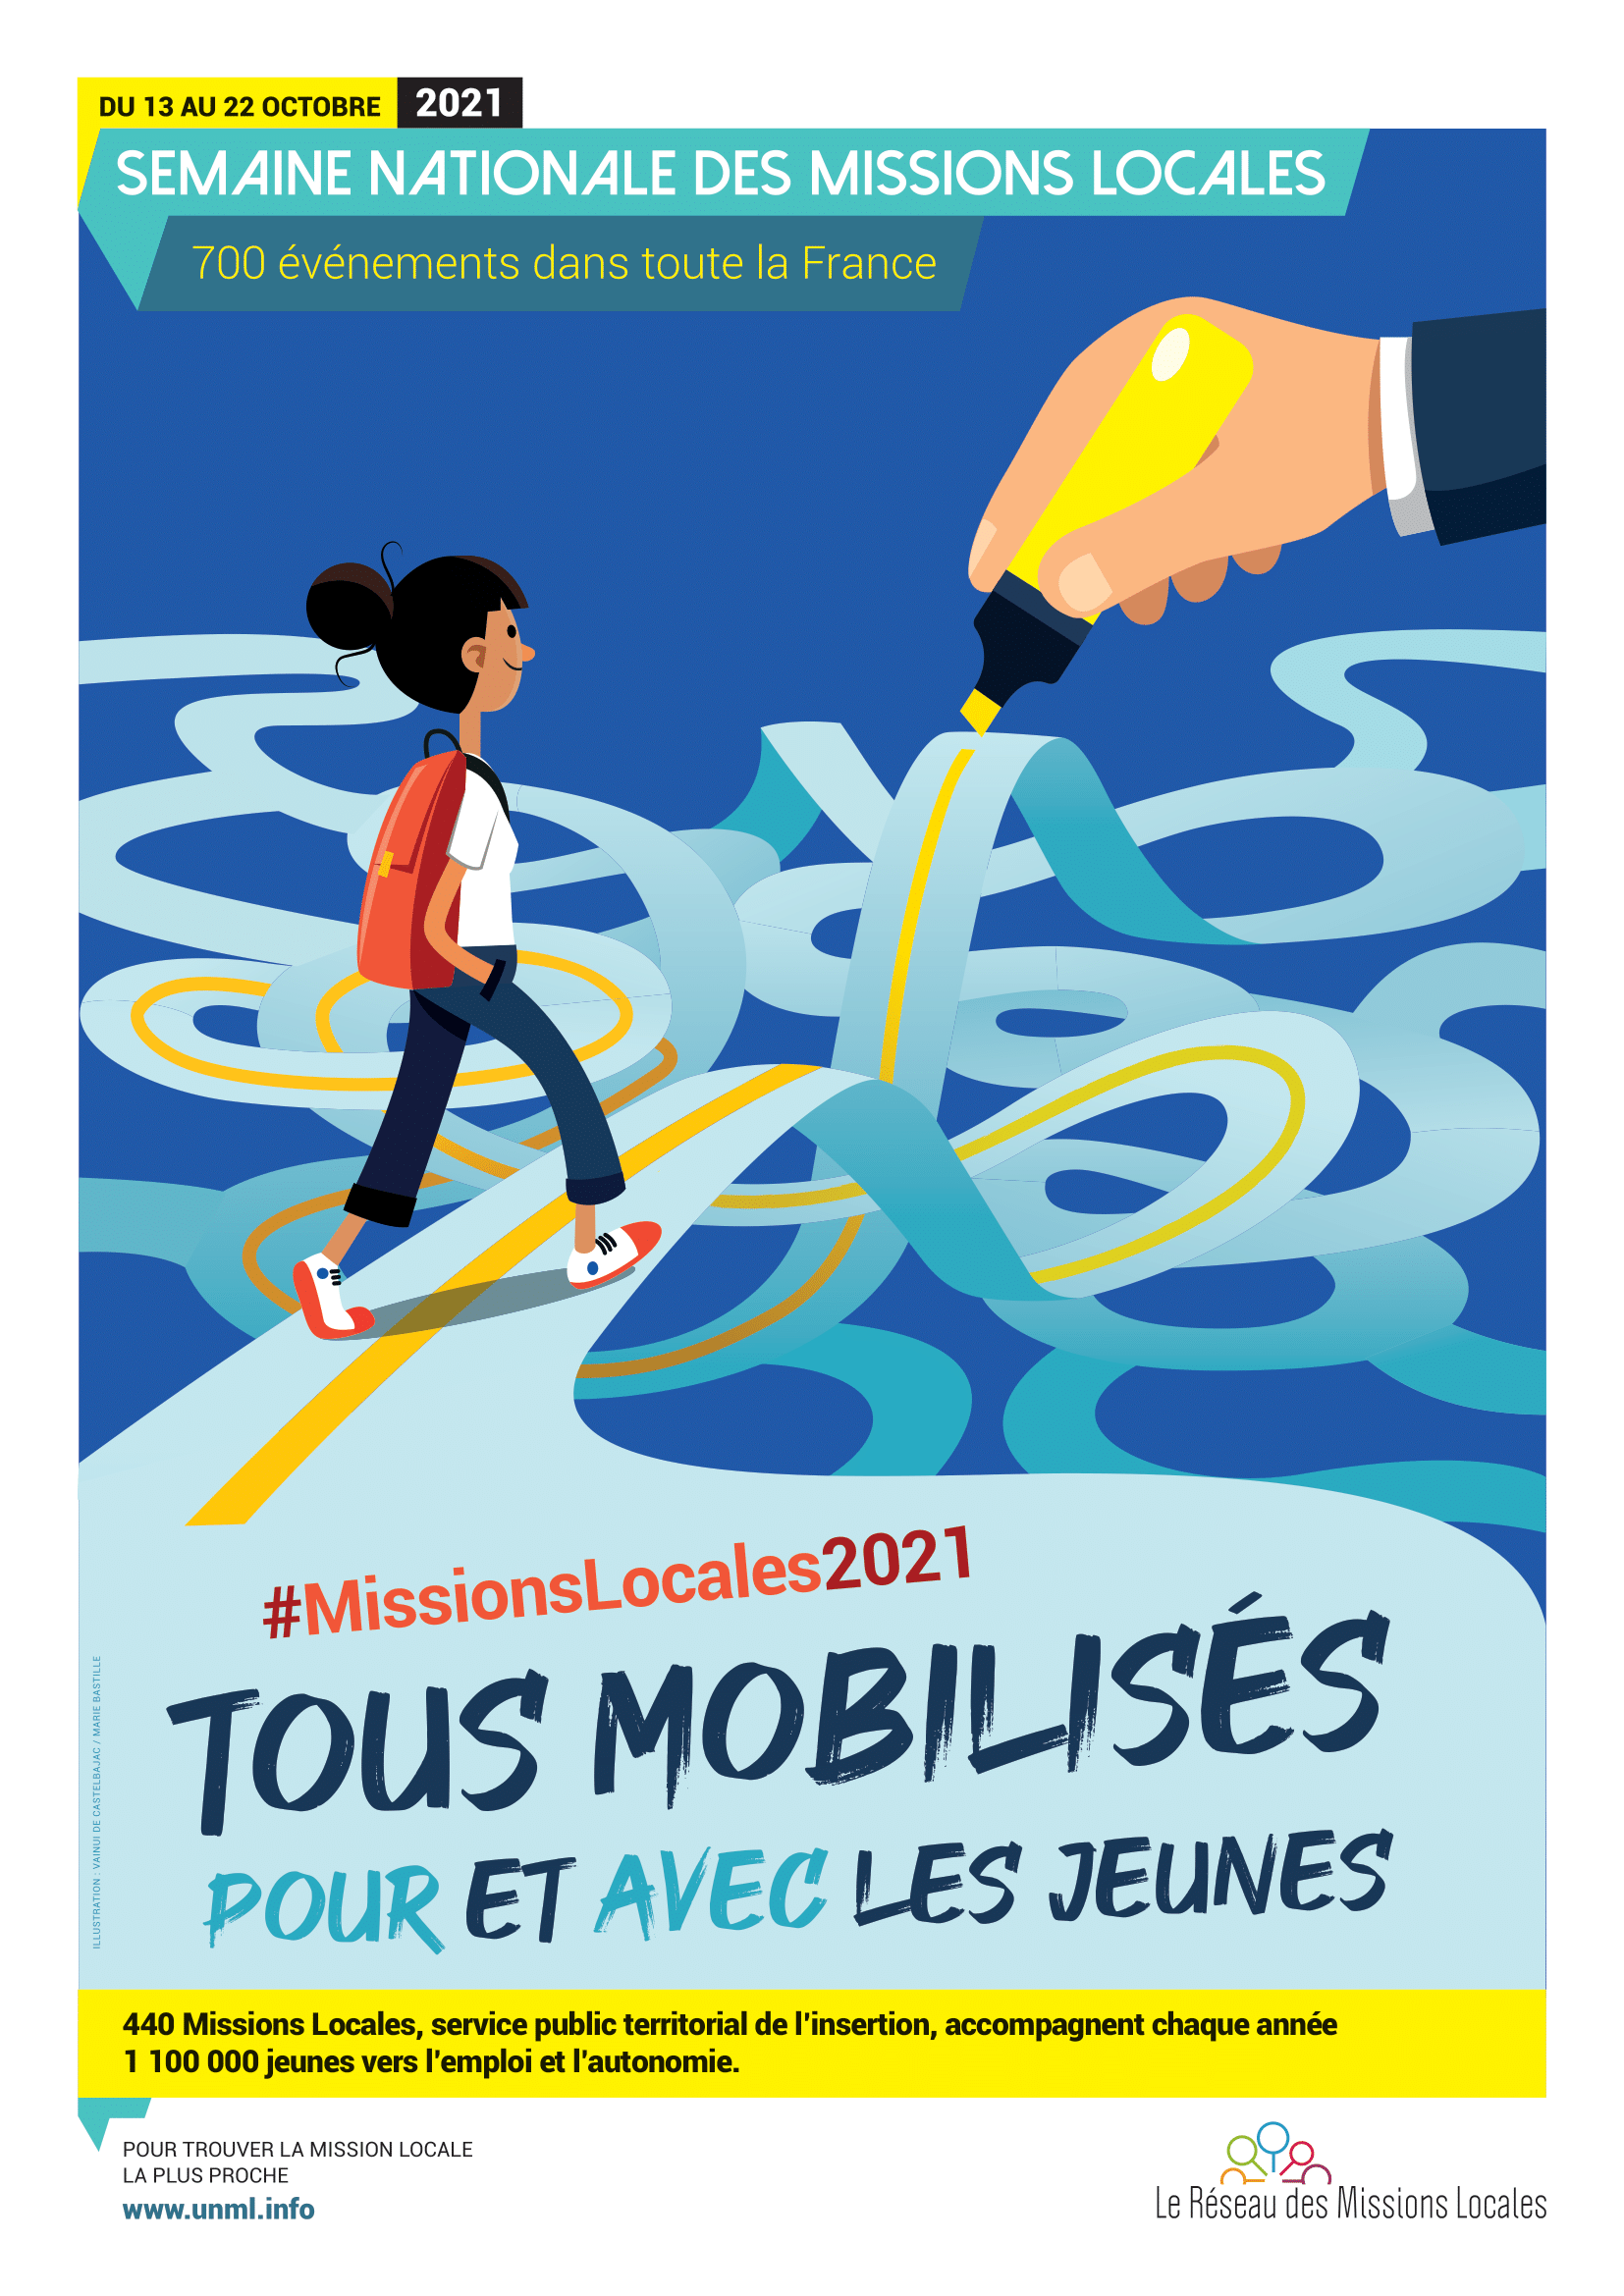 DU 13 AU 22 OCTOBRE 2021
SEMAINE NATIONALE DES MISSIONS LOCALES
700 événements dans toute la France
#MissionsLocales2021
TOUS MOBILISÉS
POUR ET AVEC LES JEUNES
ILLUSTRATION : VAINUI DE CASTELBAJAC / MARIE BASTILLE
440 Missions Locales, service public territorial de l'insertion, accompagnent chaque année
1 100 000 jeunes vers l'emploi et l'autonomie.
POUR TROUVER LA MISSION LOCALE
LA PLUS PROCHE
www.unml.info
Le Réseau des Missions Locales